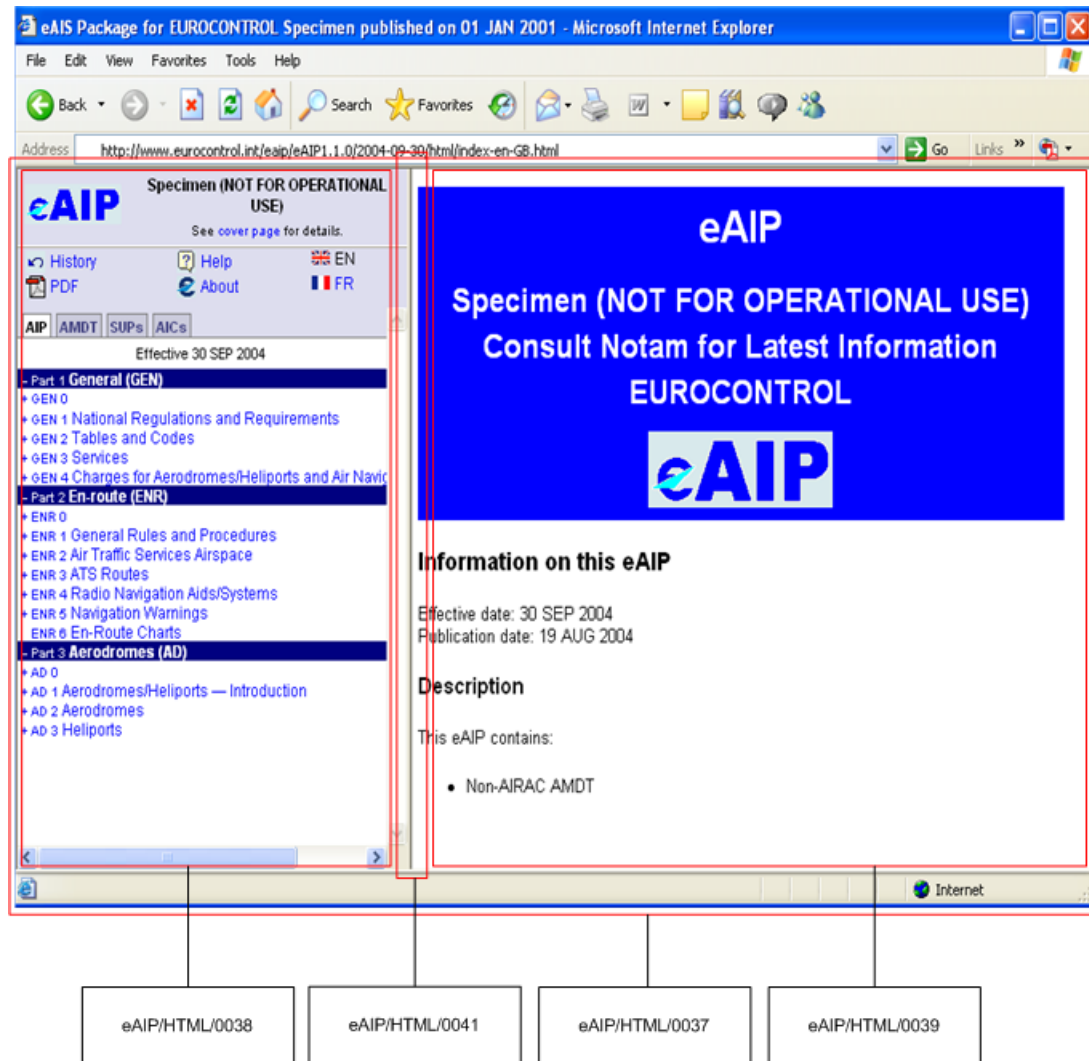 eAIS Package for EUROCONTROL Specimen published on 01 JAN 2001 - Microsoft Internet Explorer
File Edit View Favorites Tools Help
Back Search Favorites
Address http://www.eurocontrol.int/eaip/eAIP1.1.0/2004-09-30/html/index-en-GB.html Go Links »
eAIP
Specimen (NOT FOR OPERATIONAL
USE)
See cover page for details.
History Help EN
PDF About FR
AIP AMDT SUPs AICs
Effective 30 SEP 2004
- Part 1 General (GEN)
+ GEN 0
+ GEN 1 National Regulations and Requirements
+ GEN 2 Tables and Codes
+ GEN 3 Services
+ GEN 4 Charges for Aerodromes/Heliports and Air Navig
- Part 2 En-route (ENR)
+ ENR 0
+ ENR 1 General Rules and Procedures
+ ENR 2 Air Traffic Services Airspace
+ ENR 3 ATS Routes
+ ENR 4 Radio Navigation Aids/Systems
+ ENR 5 Navigation Warnings
ENR 6 En-Route Charts
- Part 3 Aerodromes (AD)
+ AD 0
+ AD 1 Aerodromes/Heliports — Introduction
+ AD 2 Aerodromes
+ AD 3 Heliports
eAIP
Specimen (NOT FOR OPERATIONAL USE)
Consult Notam for Latest Information
EUROCONTROL
eAIP
Information on this eAIP
Effective date: 30 SEP 2004
Publication date: 19 AUG 2004
Description
This eAIP contains:
• Non-AIRAC AMDT
Internet
eAIP/HTML/0038 eAIP/HTML/0041 eAIP/HTML/0037 eAIP/HTML/0039